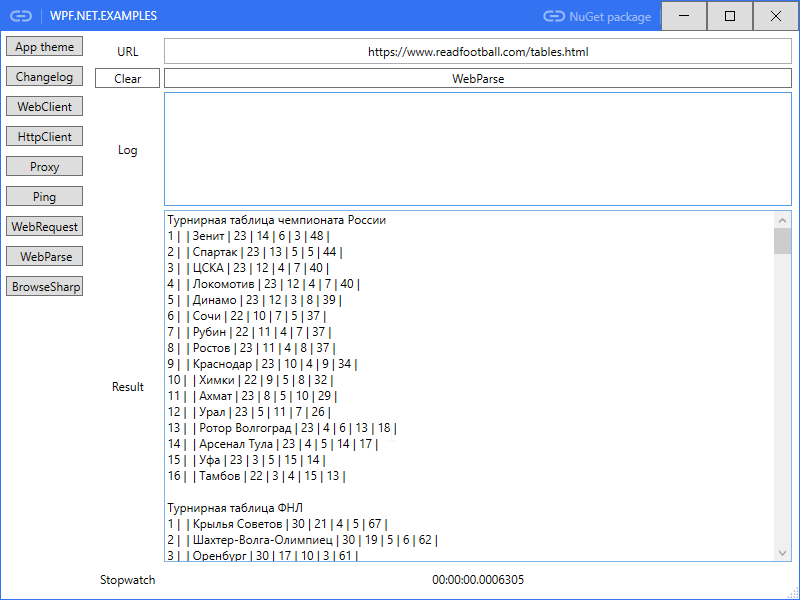 WPF.NET.EXAMPLES
NuGet package
App theme
Changelog
WebClient
HttpClient
Proxy
Ping
WebRequest
WebParse
BrowseSharp
URL
https://www.readfootball.com/tables.html
Clear
WebParse
Log
Result
Турнирная таблица чемпионата России
1 | | Зенит | 23 | 14 | 6 | 3 | 48 |
2 | | Спартак | 23 | 13 | 5 | 5 | 44 |
3 | | ЦСКА | 23 | 12 | 4 | 7 | 40 |
4 | | Локомотив | 23 | 12 | 4 | 7 | 40 |
5 | | Динамо | 23 | 12 | 3 | 8 | 39 |
6 | | Сочи | 22 | 10 | 7 | 5 | 37 |
7 | | Рубин | 22 | 11 | 4 | 7 | 37 |
8 | | Ростов | 23 | 11 | 4 | 8 | 37 |
9 | | Краснодар | 23 | 10 | 4 | 9 | 34 |
10 | | Химки | 22 | 9 | 5 | 8 | 32 |
11 | | Ахмат | 23 | 8 | 5 | 10 | 29 |
12 | | Урал | 23 | 5 | 11 | 7 | 26 |
13 | | Ротор Волгоград | 23 | 4 | 6 | 13 | 18 |
14 | | Арсенал Тула | 23 | 4 | 5 | 14 | 17 |
15 | | Уфа | 23 | 3 | 5 | 15 | 14 |
16 | | Тамбов | 22 | 3 | 4 | 15 | 13 |
Турнирная таблица ФНЛ
1 | | Крылья Советов | 30 | 21 | 4 | 5 | 67 |
2 | | Шахтер-Волга-Олимпиец | 30 | 19 | 5 | 6 | 62 |
3 | | Оренбург | 30 | 17 | 10 | 3 | 61 |
Stopwatch
00:00:00.0006305